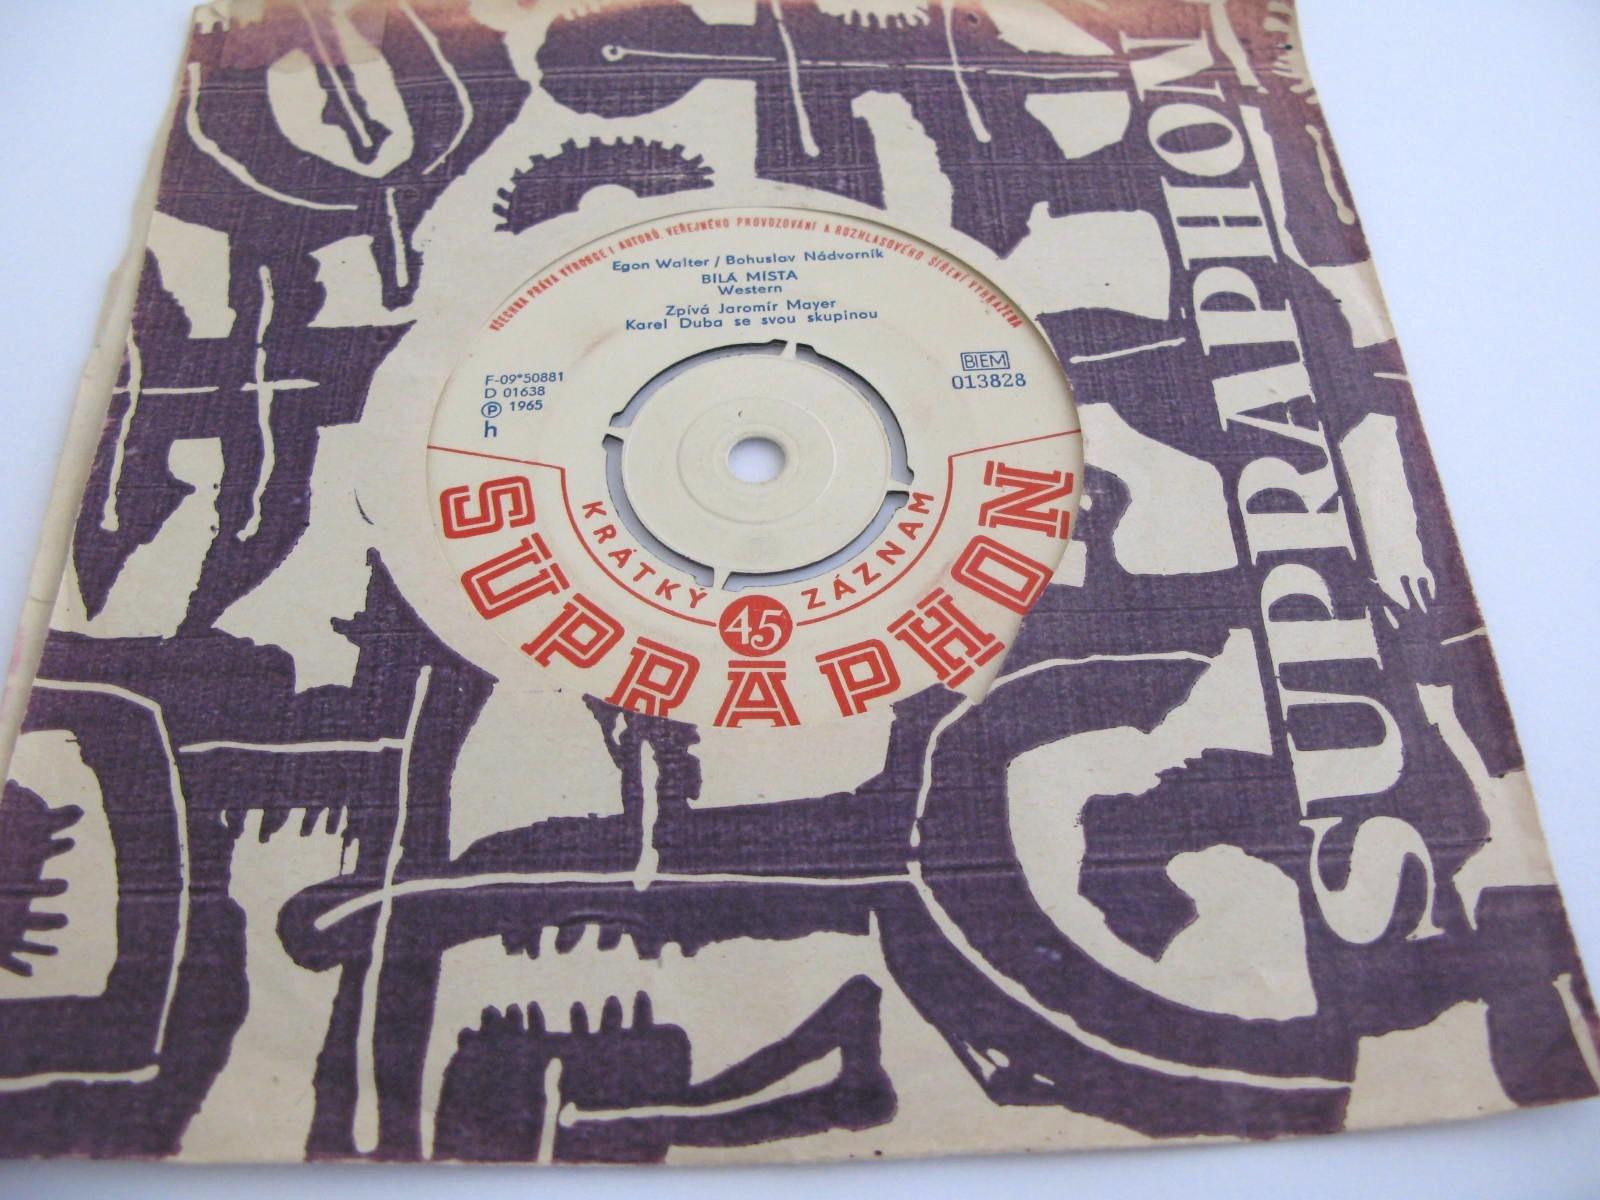 VŠECHNA PRÁVA VÝROBCE I AUTORŮ, VEŘEJNÉHO PROVOZOVÁNÍ A ROZHLASOVÉHO ŠÍŘENÍ VYHRAŽENA
Egon Walter / Bohuslav Nádvorník
BÍLÁ MÍSTA
Western
Zpívá Jaromír Mayer
Karel Duba se svou skupinou
F-09*50881
D 01638
Ⓟ 1965
h
BIEM
013828
KRÁTKÝ 45 ZÁZNAM
SUPRAPHON
SUPRAPHON